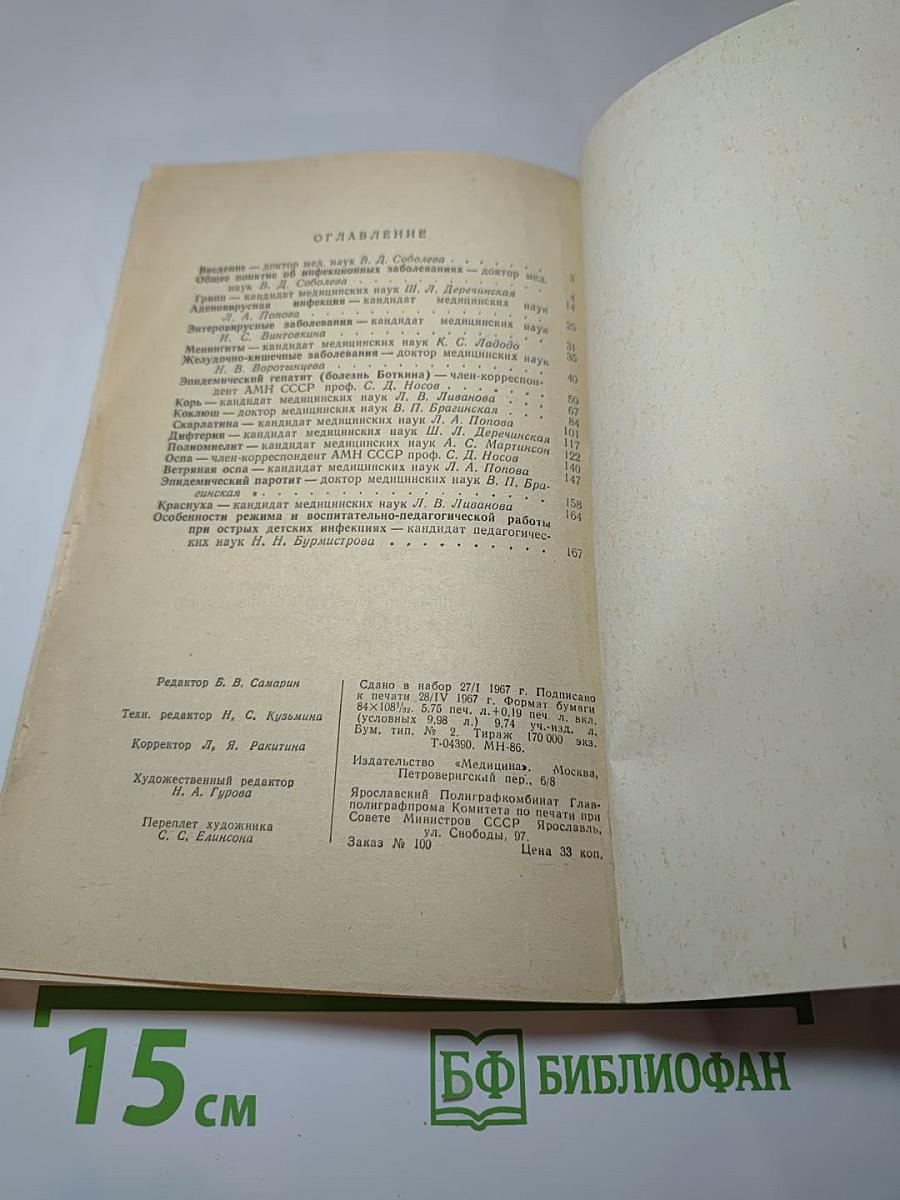 ОГЛАВЛЕНИЕ
Введение — доктор мед. наук В. Д. Соболева . . . . . . 3
Общее понятие об инфекционных заболеваниях — доктор мед.
наук В. Д. Соболева . . . . . . . . . . . 4
Грипп — кандидат медицинских наук Ш. Л. Деречинская 14
Аденовирусная инфекция — кандидат медицинских наук
Л. А. Попова . . . . . . . . . . . . 25
Энтеровирусные заболевания — кандидат медицинских наук
И. С. Винтовкина . . . . . . . . . . . 31
Менингиты — кандидат медицинских наук К. С. Ладодо 35
Желудочно-кишечные заболевания — доктор медицинских наук
Н. В. Воротынцева . . . . . . . . . . . 40
Эпидемический гепатит (болезнь Боткина) — член-корреспон-
дент АМН СССР проф. С. Д. Носов . . . . . . 59
Корь — кандидат медицинских наук Л. В. Ливанова . . . 67
Коклюш — доктор медицинских наук В. П. Брагинская . . . 84
Скарлатина — кандидат медицинских наук Л. А. Попова 101
Дифтерия — кандидат медицинских наук Ш. Л. Деречинская 117
Полиомиелит — кандидат медицинских наук А. С. Мартинсон 122
Оспа — член-корреспондент АМН СССР проф. С. Д. Носов 140
Ветряная оспа — кандидат медицинских наук Л. А. Попова 147
Эпидемический паротит — доктор медицинских наук В. П. Бра-
гинская . . . . . . . . . . . . . 158
Краснуха — кандидат медицинских наук Л. В. Ливанова 164
Особенности режима и воспитательно-педагогической работы
при острых детских инфекциях — кандидат педагогичес-
ких наук Н. Н. Бурмистрова . . . . . . . . . 167
Редактор Б. В. Самарин
Техн. редактор Н. С. Кузьмина
Корректор Л. Я. Ракитина
Художественный редактор
Н. А. Гурова
Переплет художника
С. С. Елинсона
Сдано в набор 27/I 1967 г. Подписано
к печати 28/IV 1967 г. Формат бумаги
84×108¹/₃₂. 5,75 печ. л.+0,19 печ. л. вкл.
(условных 9,98 л.) 9,74 уч.-изд. л.
Бум. тип. № 2. Тираж 170 000 экз.
Т-04390. МН-86.
Издательство «Медицина». Москва,
Петроверигский пер., 6/8
Ярославский Полиграфкомбинат Глав-
полиграфпрома Комитета по печати при
Совете Министров СССР Ярославль,
ул. Свободы, 97.
Заказ № 100 Цена 33 коп.
15 см
БФ БИБЛИОФАН